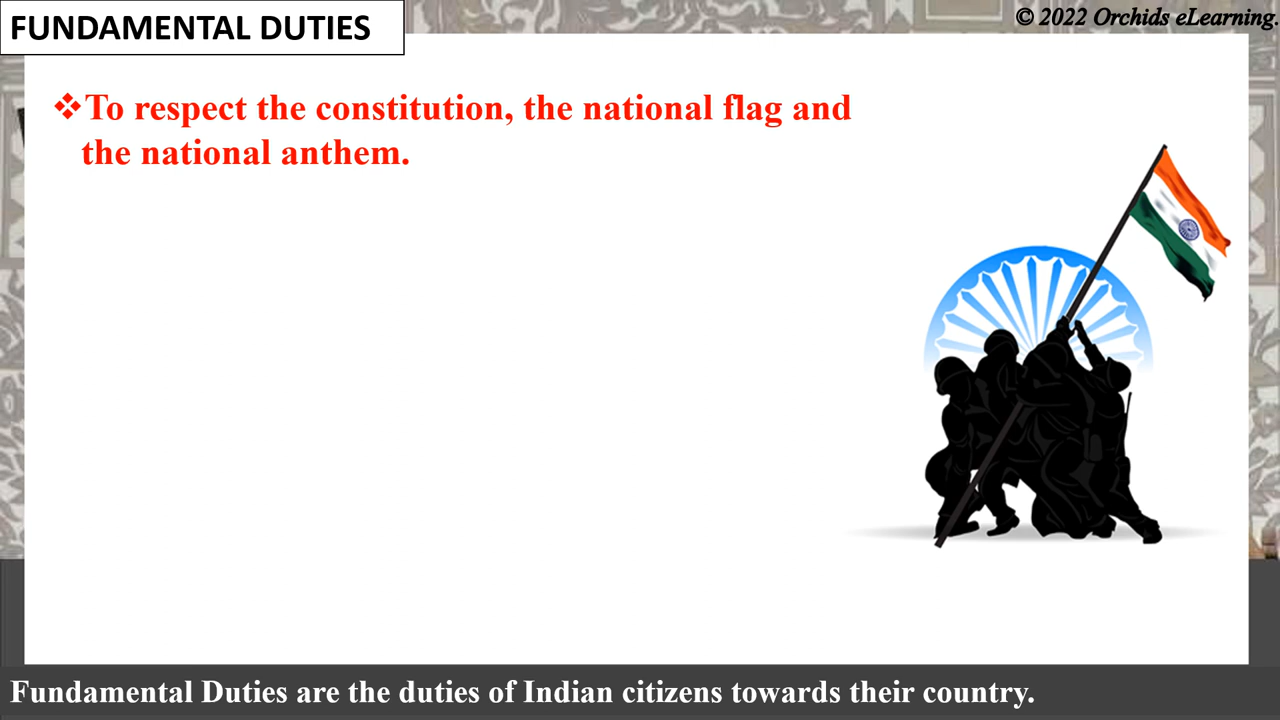 FUNDAMENTAL DUTIES
© 2022 Orchids eLearning.
❖To respect the constitution, the national flag and
the national anthem.
Fundamental Duties are the duties of Indian citizens towards their country.